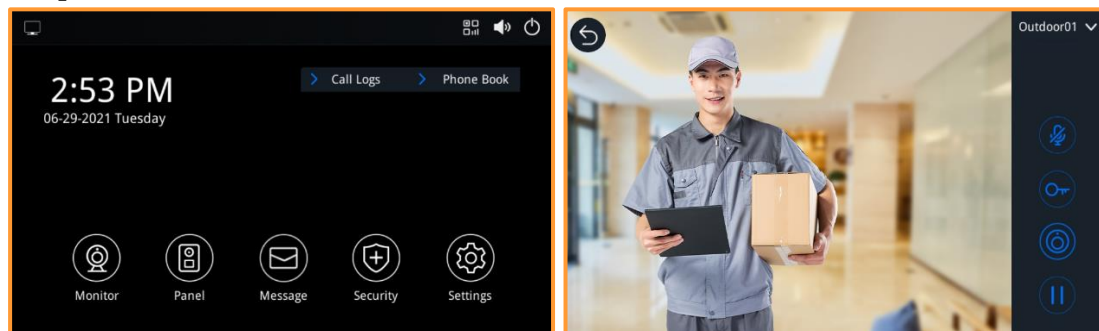 2:53 PM
06-29-2021 Tuesday
Call Logs
Phone Book
Monitor
Panel
Message
Security
Settings
Outdoor01